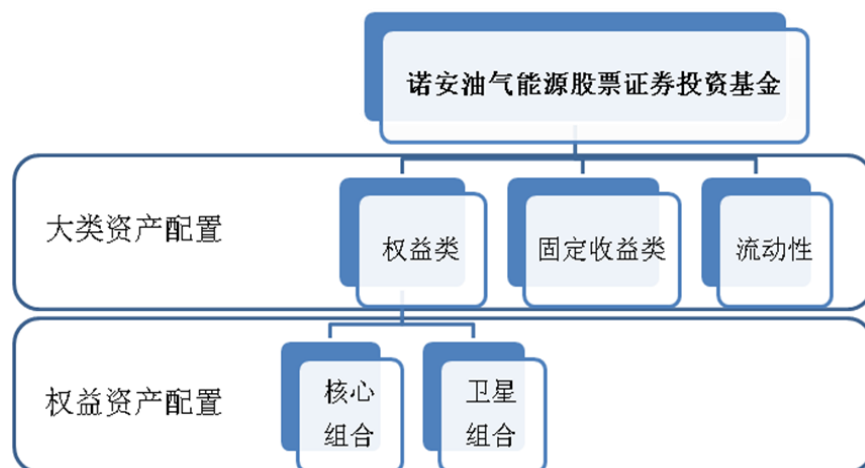 诺安油气能源股票证券投资基金
大类资产配置
权益类
固定收益类
流动性
权益资产配置
核心
组合
卫星
组合